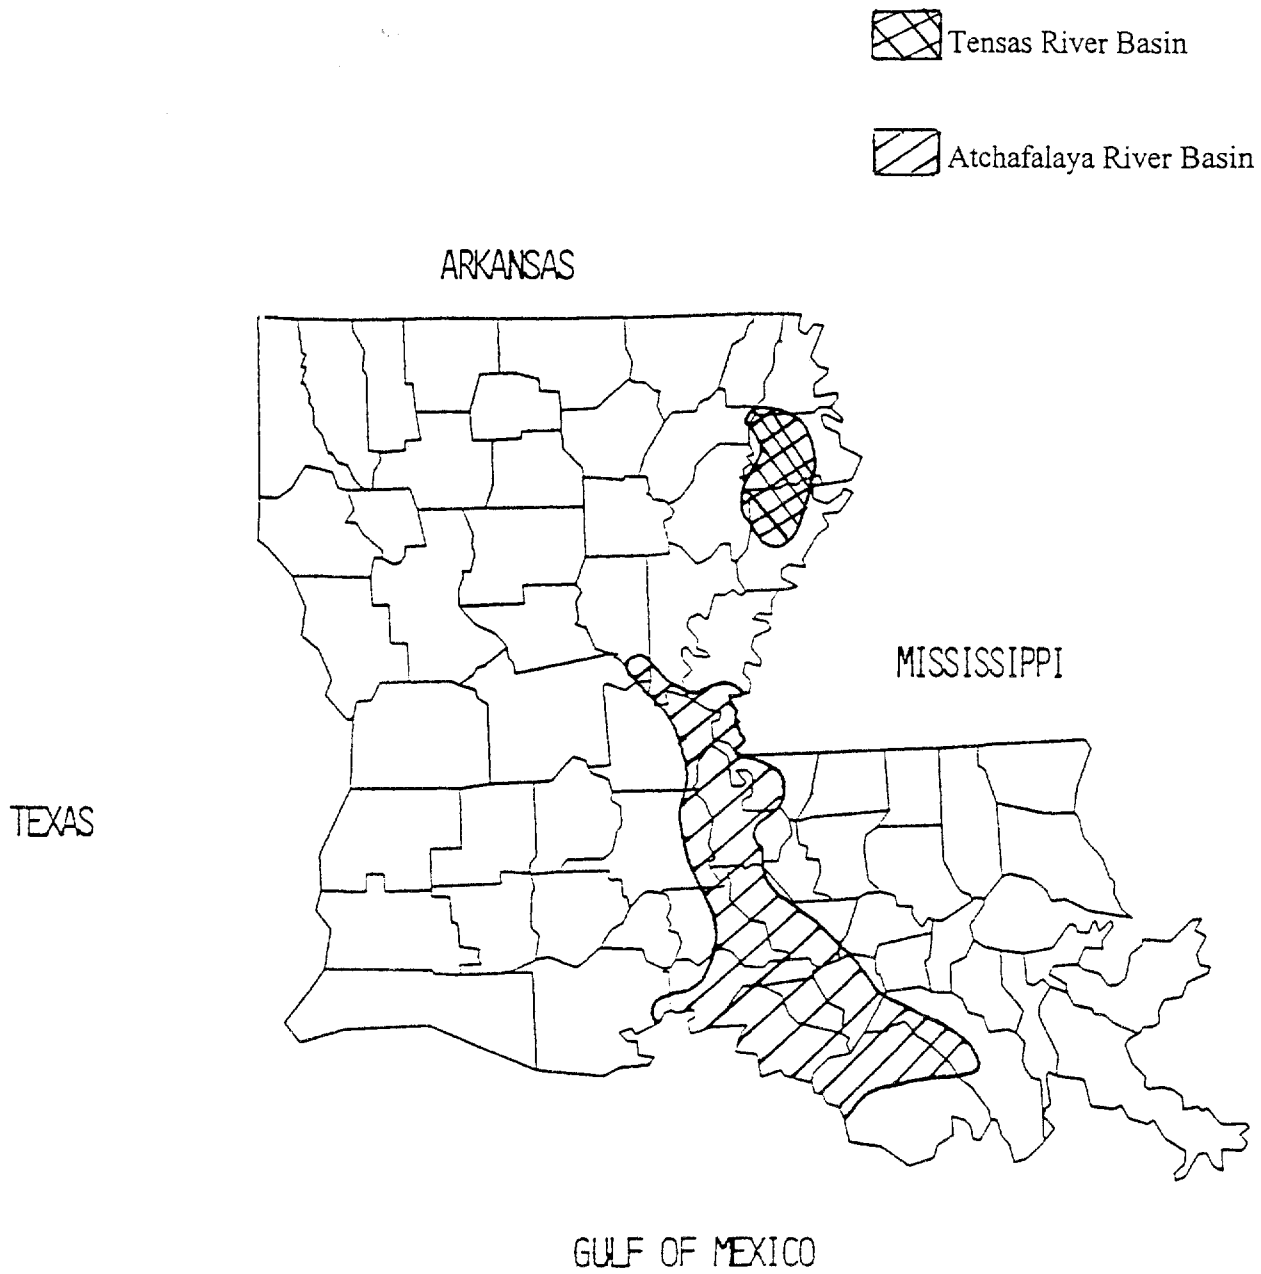 Tensas River Basin
Atchafalaya River Basin
ARKANSAS
MISSISSIPPI
TEXAS
GULF OF MEXICO